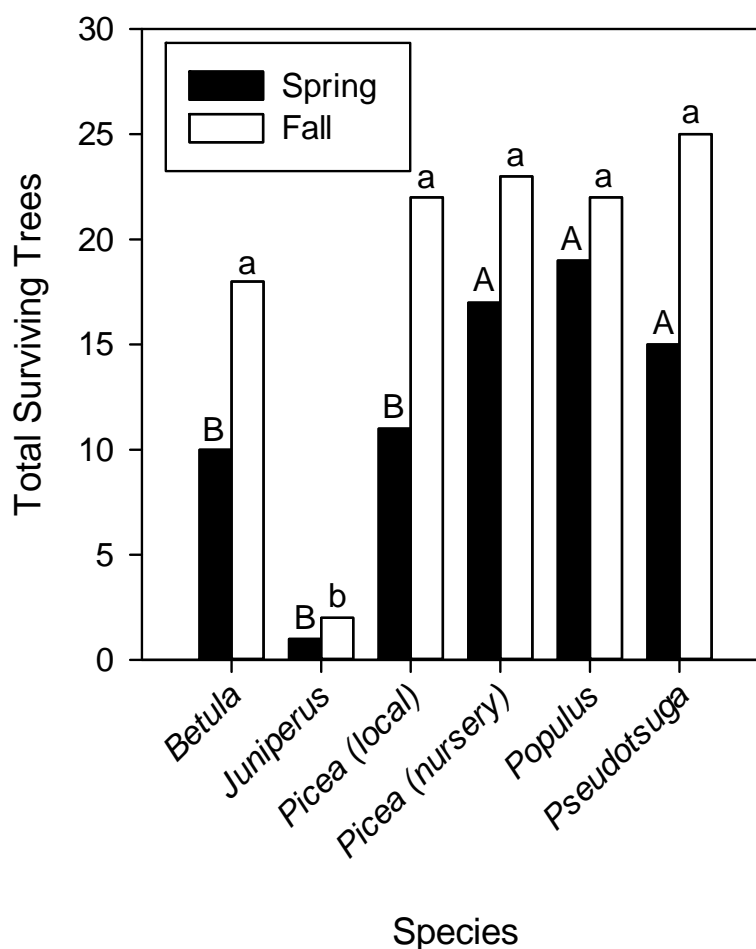 Total Surviving Trees
30
25
20
15
10
5
0
Spring
Fall
B
a
B
b
B
a
A
a
A
a
A
a
Betula
Juniperus
Picea (local)
Picea (nursery)
Populus
Pseudotsuga
Species